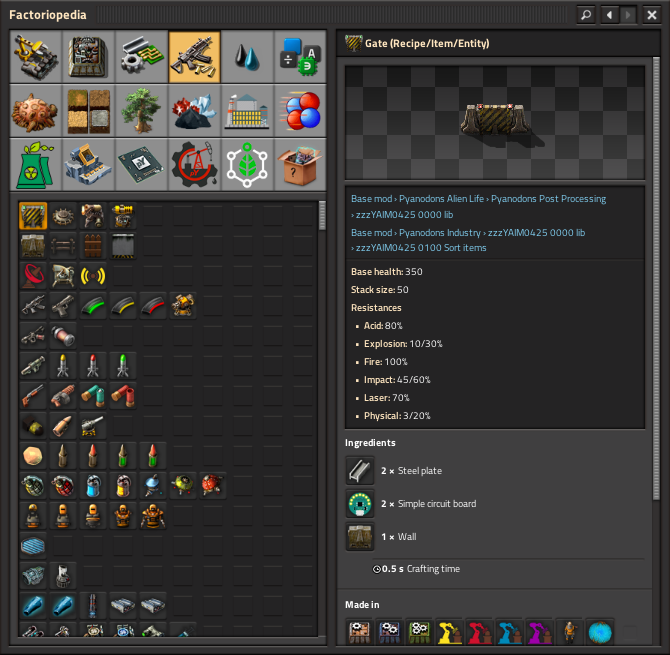 Factoriopedia
Gate (Recipe/Item/Entity)
Base mod › Pyanodons Alien Life › Pyanodons Post Processing
› zzzYAIM0425 0000 lib
Base mod › Pyanodons Industry › zzzYAIM0425 0000 lib
› zzzYAIM0425 0100 Sort items
Base health: 350
Stack size: 50
Resistances
▪ Acid: 80%
▪ Explosion: 10/30%
▪ Fire: 100%
▪ Impact: 45/60%
▪ Laser: 70%
▪ Physical: 3/20%
Ingredients
2 × Steel plate
2 × Simple circuit board
1 × Wall
0.5 s Crafting time
Made in